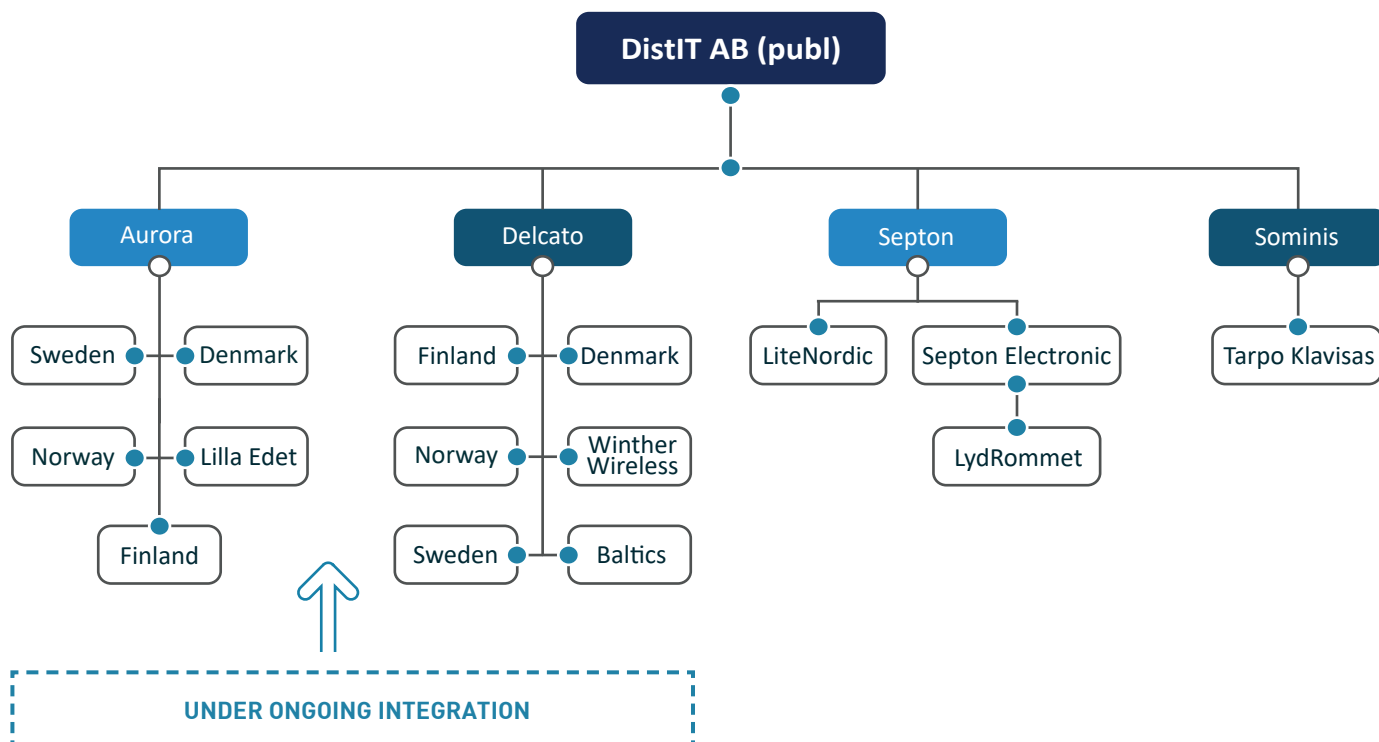 DistIT AB (publ)
Aurora
Delcato
Septon
Sominis
Sweden
Denmark
Norway
Lilla Edet
Finland
Finland
Denmark
Norway
Winther
Wireless
Sweden
Baltics
LiteNordic
Septon Electronic
LydRommet
Tarpo Klavisas
UNDER ONGOING INTEGRATION